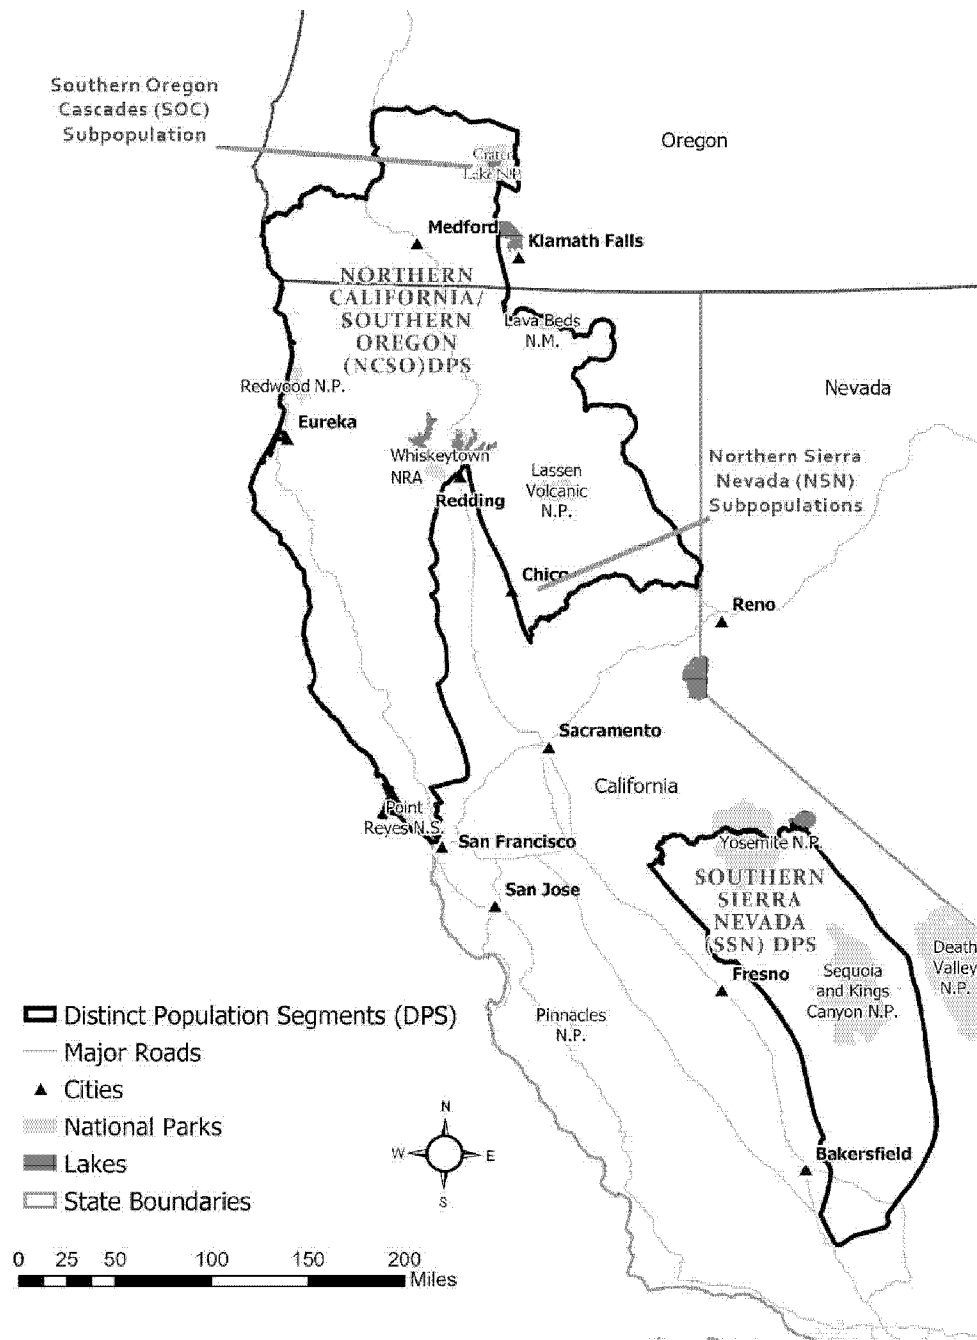 Southern Oregon
Cascades (SOC)
Subpopulation
Oregon
Crater
Lake N.P.
Medford
Klamath Falls
NORTHERN
CALIFORNIA/
SOUTHERN
OREGON
(NCSO)DPS
Lava Beds
N.M.
Redwood N.P.
Nevada
Eureka
Whiskeytown
NRA
Redding
Lassen
Volcanic
N.P.
Northern Sierra
Nevada (NSN)
Subpopulations
Chico
Reno
Sacramento
California
Point
Reyes N.S.
San Francisco
Yosemite N.P.
San Jose
SOUTHERN
SIERRA
NEVADA
(SSN) DPS
Fresno
Sequoia
and Kings
Canyon N.P.
Death
Valley
N.P.
Pinnacles
N.P.
Bakersfield
Distinct Population Segments (DPS)
Major Roads
Cities
National Parks
Lakes
State Boundaries
N
W E
S
0 25 50 100 150 200
Miles